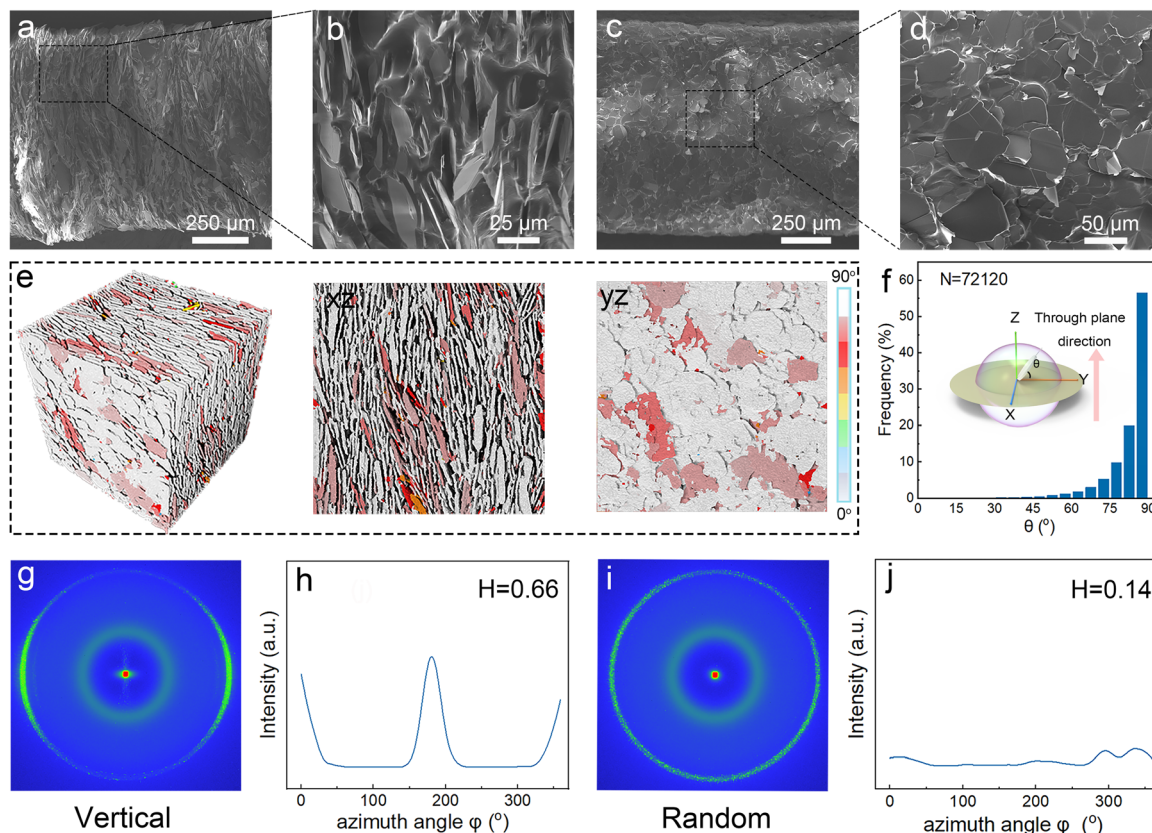 a
250 μm
b
25 μm
c
250 μm
d
50 μm
e
xz
yz
90°
0°
f
60
50
40
30
20
10
0
Frequency (%)
N=72120
Z
θ
Y
X
Through plane
direction
0
15
30
45
60
75
90
θ (°)
g
Vertical
h
H=0.66
Intensity (a.u.)
0
100
200
300
azimuth angle φ (°)
i
Random
j
H=0.14
Intensity (a.u.)
0
100
200
300
azimuth angle φ (°)